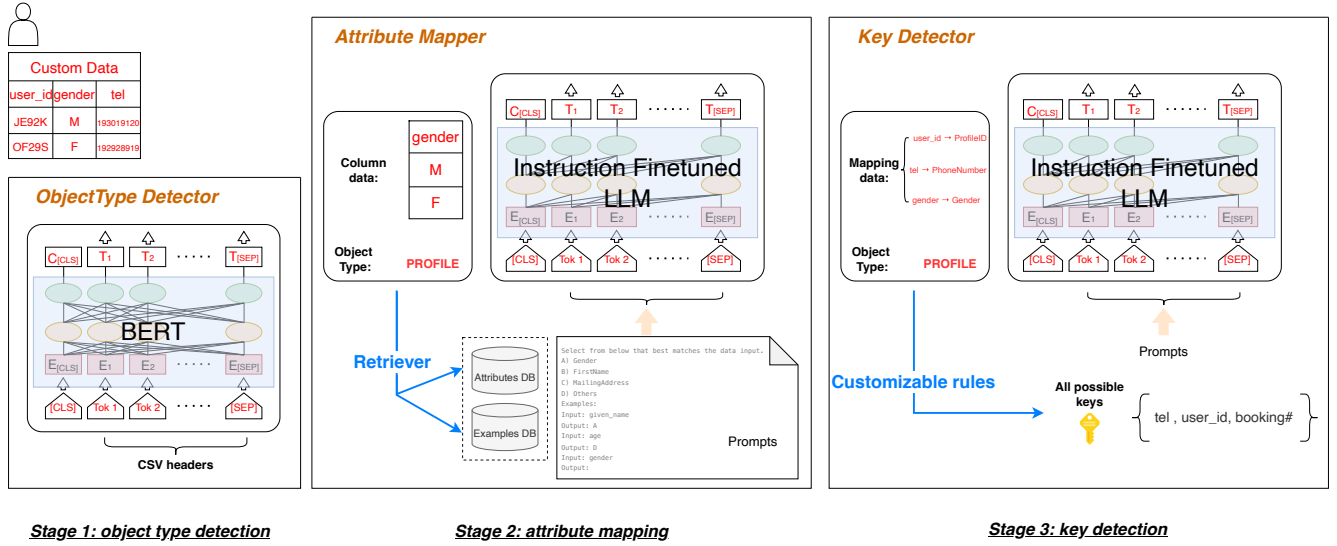 Custom Data
user_id gender tel
JE92K M 193019120
OF29S F 192928919
ObjectType Detector
C[CLS] T1 T2 ..... T[SEP]
BERT
E[CLS] E1 E2 ..... E[SEP]
[CLS] Tok 1 Tok 2 ..... [SEP]
CSV headers
Stage 1: object type detection
Attribute Mapper
Column data:
gender
M
F
Object Type: PROFILE
C[CLS] T1 T2 ...... T[SEP]
Instruction Finetuned
LLM
E[CLS] E1 E2 ...... E[SEP]
[CLS] Tok 1 Tok 2 ...... [SEP]
Retriever
Attributes DB
Examples DB
Select from below that best matches the data input.
A) Gender
B) FirstName
C) MailingAddress
D) Others
Examples:
Input: given_name
Output: A
Input: age
Output: D
Input: gender
Output:
Prompts
Stage 2: attribute mapping
Key Detector
Mapping data:
user_id → ProfileID
tel → PhoneNumber
gender → Gender
Object Type: PROFILE
C[CLS] T1 T2 ...... T[SEP]
Instruction Finetuned
LLM
E[CLS] E1 E2 ...... E[SEP]
[CLS] Tok 1 Tok 2 ...... [SEP]
Prompts
Customizable rules
All possible
keys
tel , user_id, booking#
Stage 3: key detection